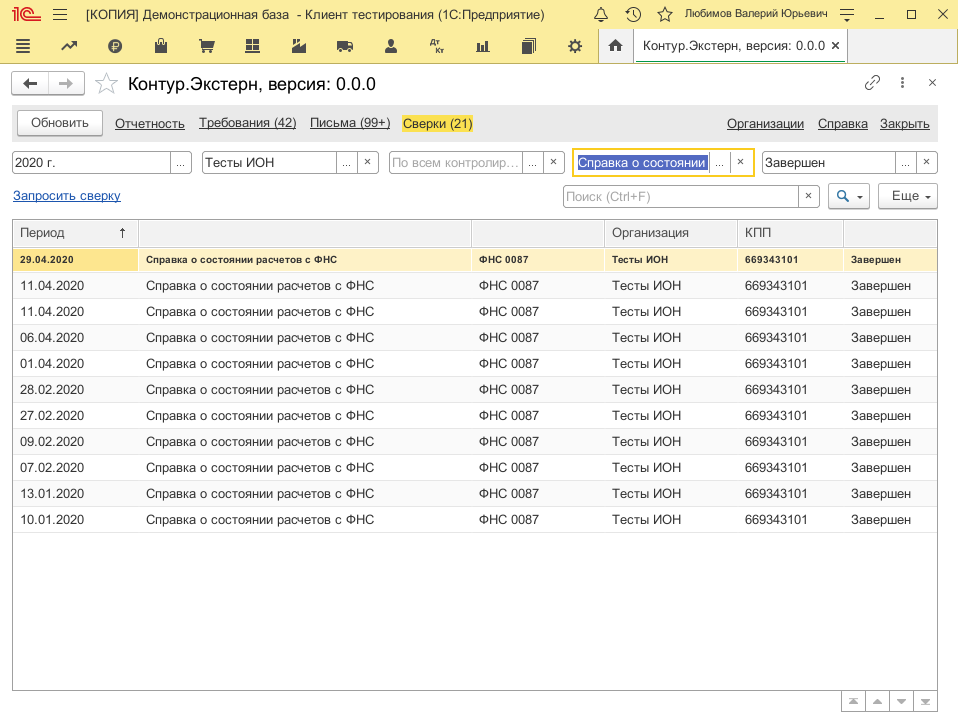 [КОПИЯ] Демонстрационная база - Клиент тестирования (1С:Предприятие) Любимов Валерий Юрьевич
Дт Кт Контур.Экстерн, версия: 0.0.0 ×
Контур.Экстерн, версия: 0.0.0
Обновить Отчетность Требования (42) Письма (99+) Сверки (21) Организации Справка Закрыть
2020 г. ... Тесты ИОН ... × По всем контролир... ... × Справка о состоянии ... × Завершен ... ×
Запросить сверку Поиск (Ctrl+F) × Еще
Период ↑ Организация КПП
29.04.2020 Справка о состоянии расчетов с ФНС ФНС 0087 Тесты ИОН 669343101 Завершен
11.04.2020 Справка о состоянии расчетов с ФНС ФНС 0087 Тесты ИОН 669343101 Завершен
11.04.2020 Справка о состоянии расчетов с ФНС ФНС 0087 Тесты ИОН 669343101 Завершен
06.04.2020 Справка о состоянии расчетов с ФНС ФНС 0087 Тесты ИОН 669343101 Завершен
01.04.2020 Справка о состоянии расчетов с ФНС ФНС 0087 Тесты ИОН 669343101 Завершен
28.02.2020 Справка о состоянии расчетов с ФНС ФНС 0087 Тесты ИОН 669343101 Завершен
27.02.2020 Справка о состоянии расчетов с ФНС ФНС 0087 Тесты ИОН 669343101 Завершен
09.02.2020 Справка о состоянии расчетов с ФНС ФНС 0087 Тесты ИОН 669343101 Завершен
07.02.2020 Справка о состоянии расчетов с ФНС ФНС 0087 Тесты ИОН 669343101 Завершен
13.01.2020 Справка о состоянии расчетов с ФНС ФНС 0087 Тесты ИОН 669343101 Завершен
10.01.2020 Справка о состоянии расчетов с ФНС ФНС 0087 Тесты ИОН 669343101 Завершен